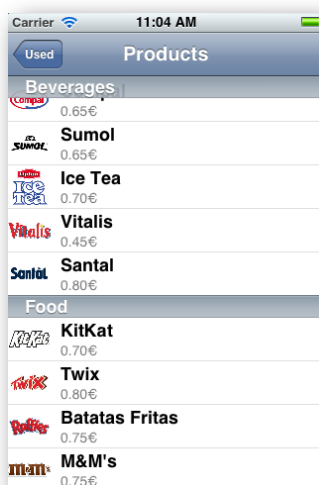 Carrier 11:04 AM
Used Products
Beverages
Compal
0.65€
SUMOL Sumol
0.65€
Lipton ICE TEA Ice Tea
0.70€
Vitalis Vitalis
0.45€
Santàl Santal
0.80€
Food
KitKat KitKat
0.70€
TWIX Twix
0.80€
Ruffles Batatas Fritas
0.75€
m&m's M&M's
0.75€